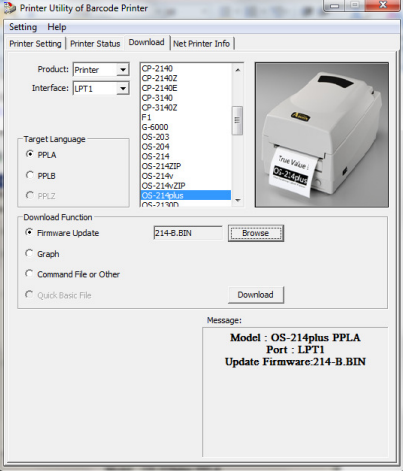 Printer Utility of Barcode Printer
Setting Help
Printer Setting Printer Status Download Net Printer Info
Product: Printer
Interface: LPT1
CP-2140
CP-2140Z
CP-2140E
CP-3140
CP-3140Z
F1
G-6000
OS-203
OS-204
OS-214
OS-214ZIP
OS-214v
OS-214vZIP
OS-214plus
OS-2130D
True Value !
OS-214plus
Target Language
PPLA
PPLB
PPLZ
Download Function
Firmware Update 214-B.BIN Browse
Graph
Command File or Other
Quick Basic File Download
Message:
Model : OS-214plus PPLA
Port : LPT1
Update Firmware:214-B.BIN